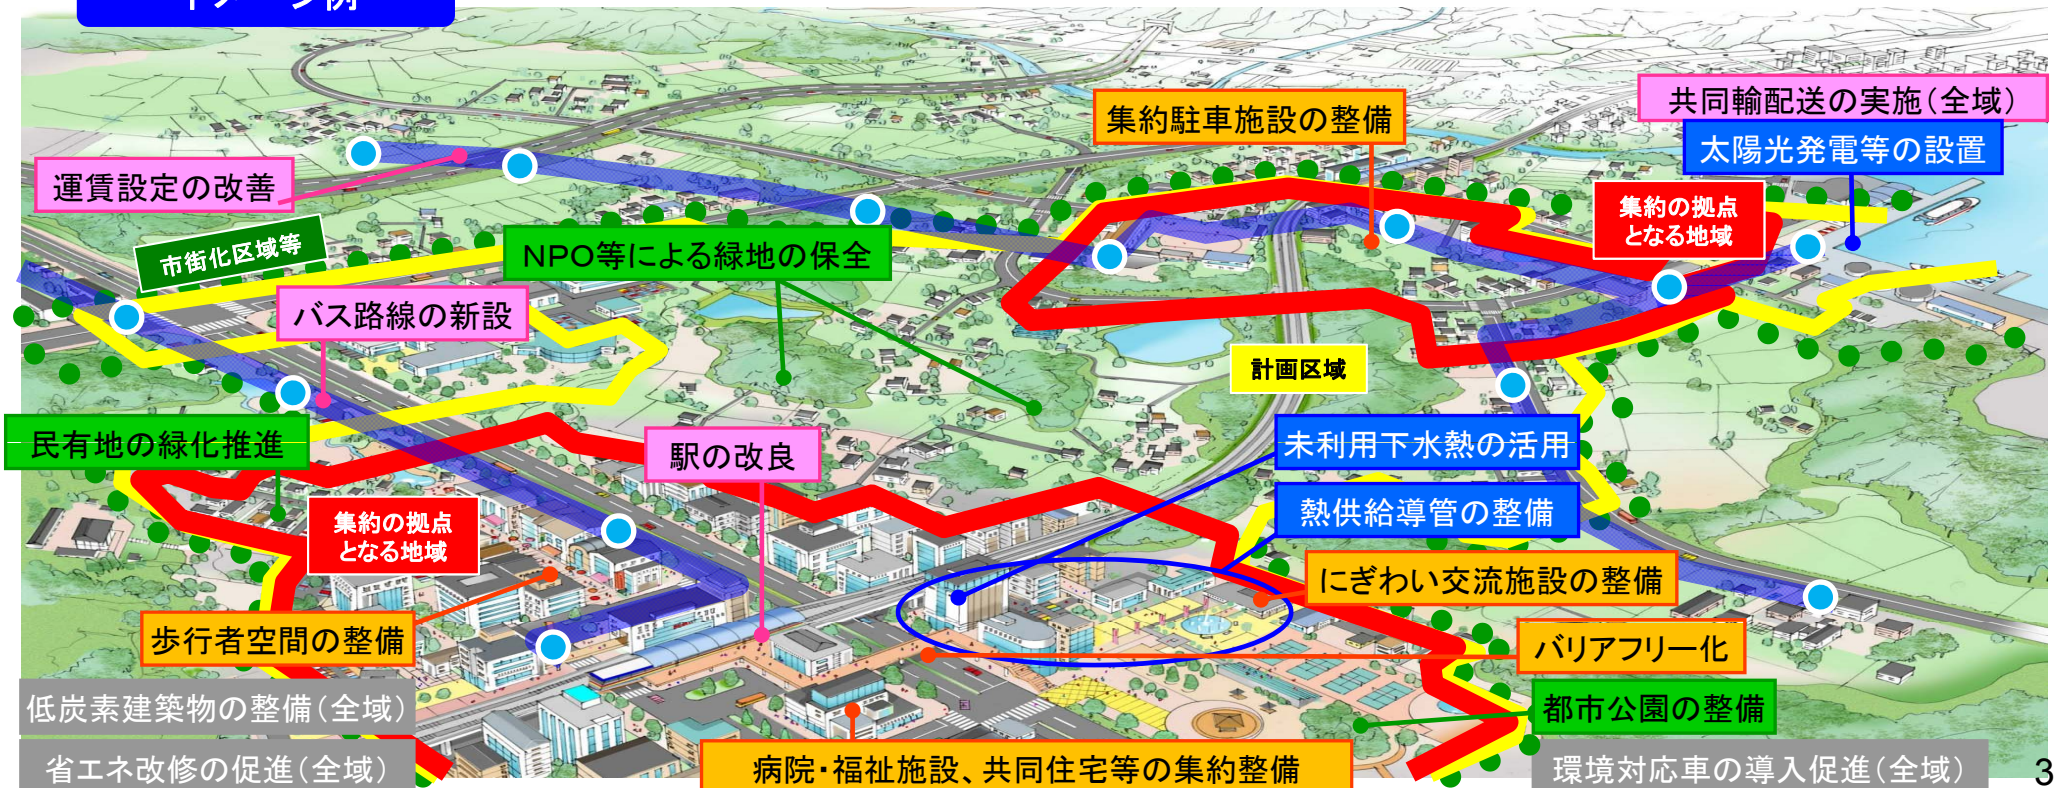 イメージ例
共同輸配送の実施（全域）
集約駐車施設の整備
太陽光発電等の設置
運賃設定の改善
集約の拠点
となる地域
市街化区域等
NPO等による緑地の保全
バス路線の新設
計画区域
民有地の緑化推進
駅の改良
未利用下水熱の活用
熱供給導管の整備
集約の拠点
となる地域
にぎわい交流施設の整備
歩行者空間の整備
バリアフリー化
低炭素建築物の整備（全域）
都市公園の整備
省エネ改修の促進（全域）
病院・福祉施設、共同住宅等の集約整備
環境対応車の導入促進（全域）
3